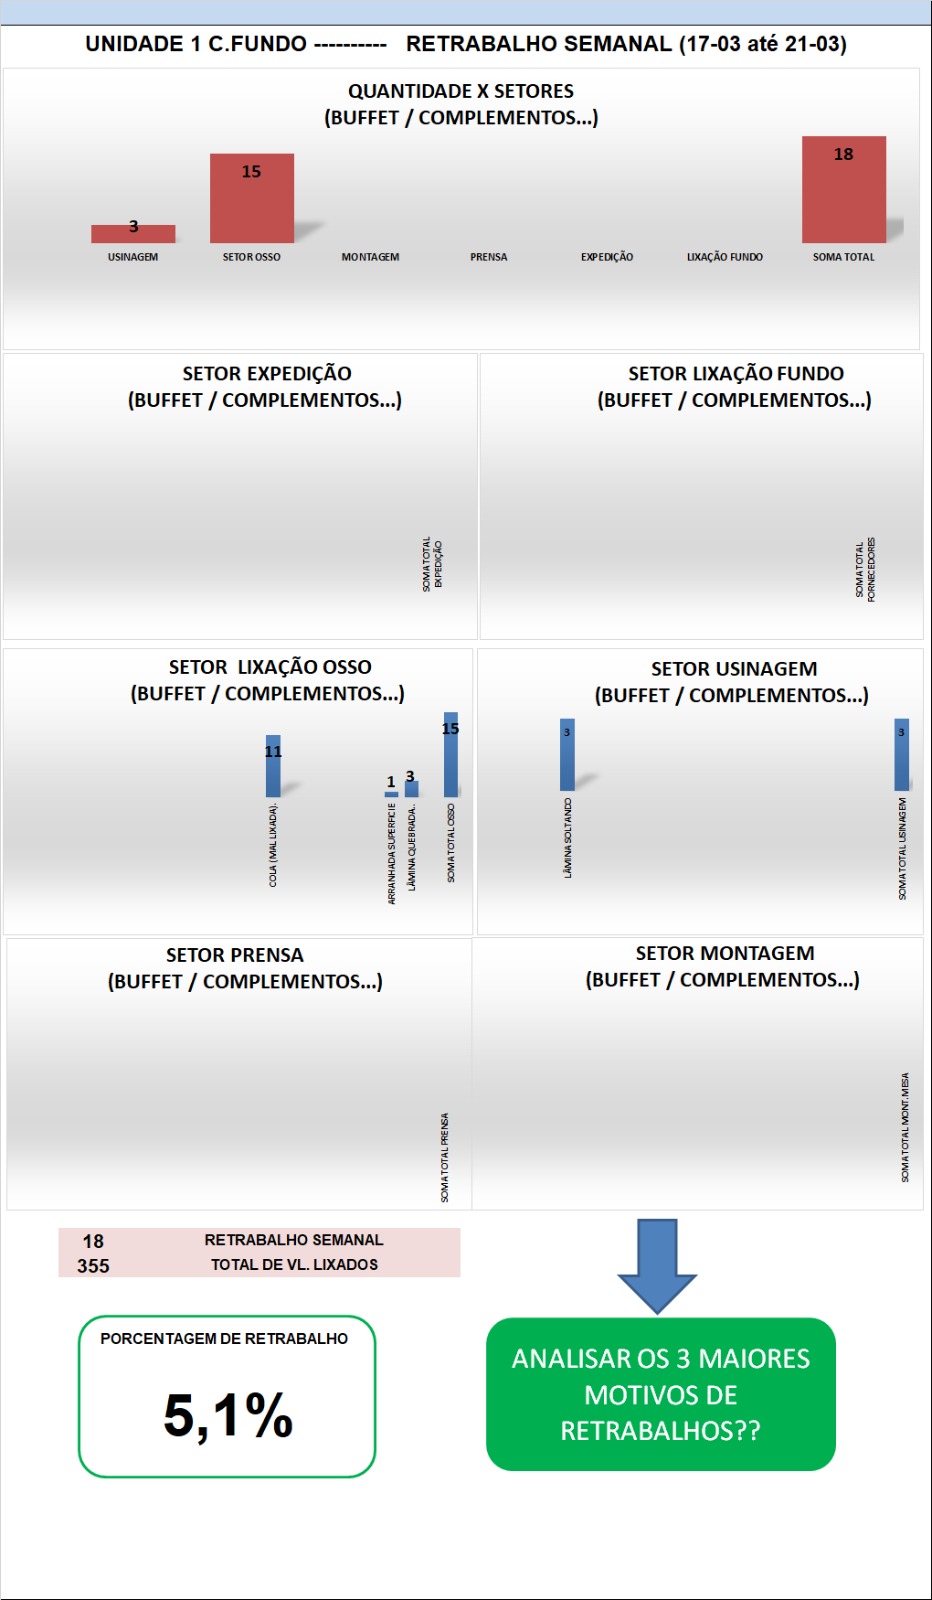 UNIDADE 1 C.FUNDO ---------- RETRABALHO SEMANAL (17-03 até 21-03)
QUANTIDADE X SETORES
(BUFFET / COMPLEMENTOS...)
3
15
18
USINAGEM
SETOR OSSO
MONTAGEM
PRENSA
EXPEDIÇÃO
LIXAÇÃO FUNDO
SOMA TOTAL
SETOR EXPEDIÇÃO
(BUFFET / COMPLEMENTOS...)
SOMA TOTAL
EXPEDIÇÃO
SETOR LIXAÇÃO FUNDO
(BUFFET / COMPLEMENTOS...)
SOMA TOTAL
FORNECEDORES
SETOR LIXAÇÃO OSSO
(BUFFET / COMPLEMENTOS...)
11
1
3
15
COLA (MAL LIXADA).
ARRANHADA SUPERFICIE
LÂMINA QUEBRADA..
SOMA TOTAL OSSO
SETOR USINAGEM
(BUFFET / COMPLEMENTOS...)
3
3
LÂMINA SOLTANDO
SOMA TOTAL USINAGEM
SETOR PRENSA
(BUFFET / COMPLEMENTOS...)
SOMA TOTAL PRENSA
SETOR MONTAGEM
(BUFFET / COMPLEMENTOS...)
SOMA TOTAL MONT.MESA
18 RETRABALHO SEMANAL
355 TOTAL DE VL. LIXADOS
PORCENTAGEM DE RETRABALHO
5,1%
ANALISAR OS 3 MAIORES
MOTIVOS DE
RETRABALHOS??